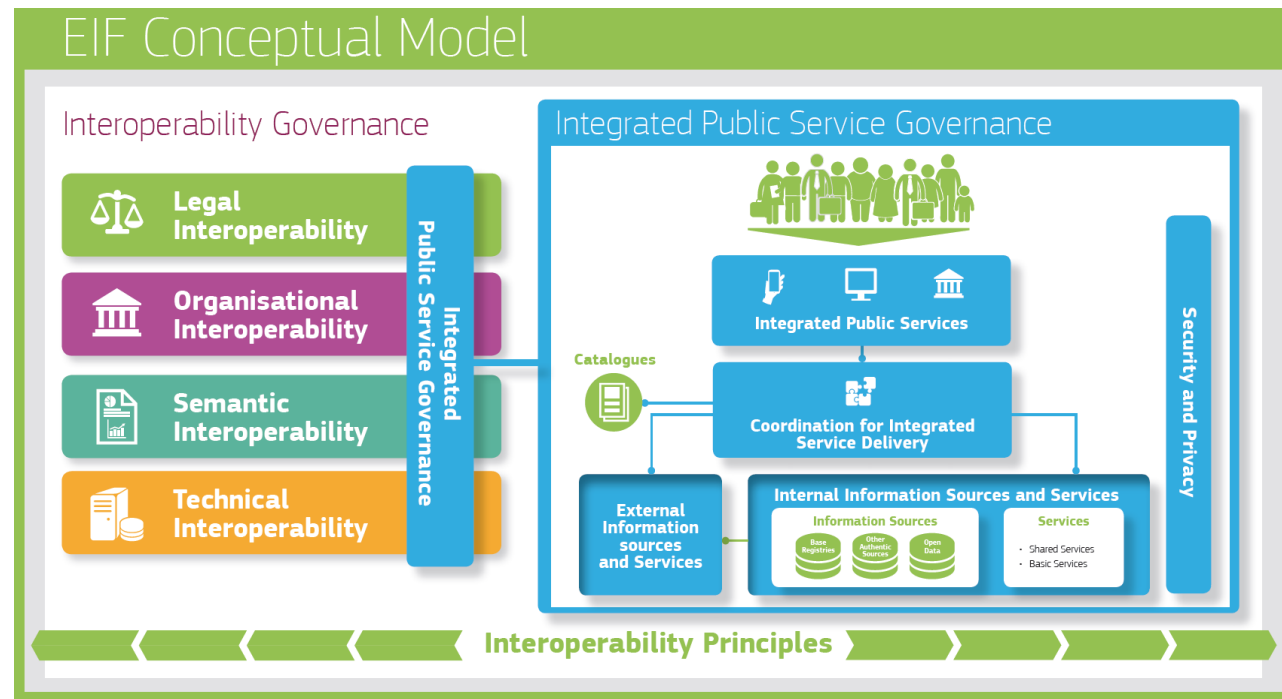 EIF Conceptual Model
Interoperability Governance
Legal
Interoperability
Organisational
Interoperability
Semantic
Interoperability
Technical
Interoperability
Integrated
Public Service Governance
Integrated Public Service Governance
Integrated Public Services
Catalogues
Coordination for Integrated
Service Delivery
External
Information
sources
and Services
Internal Information Sources and Services
Information Sources
Base
Registries
Other
Authentic
Sources
Open
Data
Services
• Shared Services
• Basic Services
Security and Privacy
Interoperability Principles